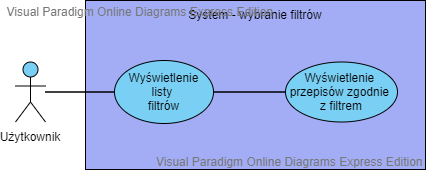 Visual Paradigm Online Diagrams Express Edition
System - wybranie filtrów
Wyświetlenie
listy
filtrów
Wyświetlenie
przepisów zgodnie
z filtrem
Użytkownik
Visual Paradigm Online Diagrams Express Edition